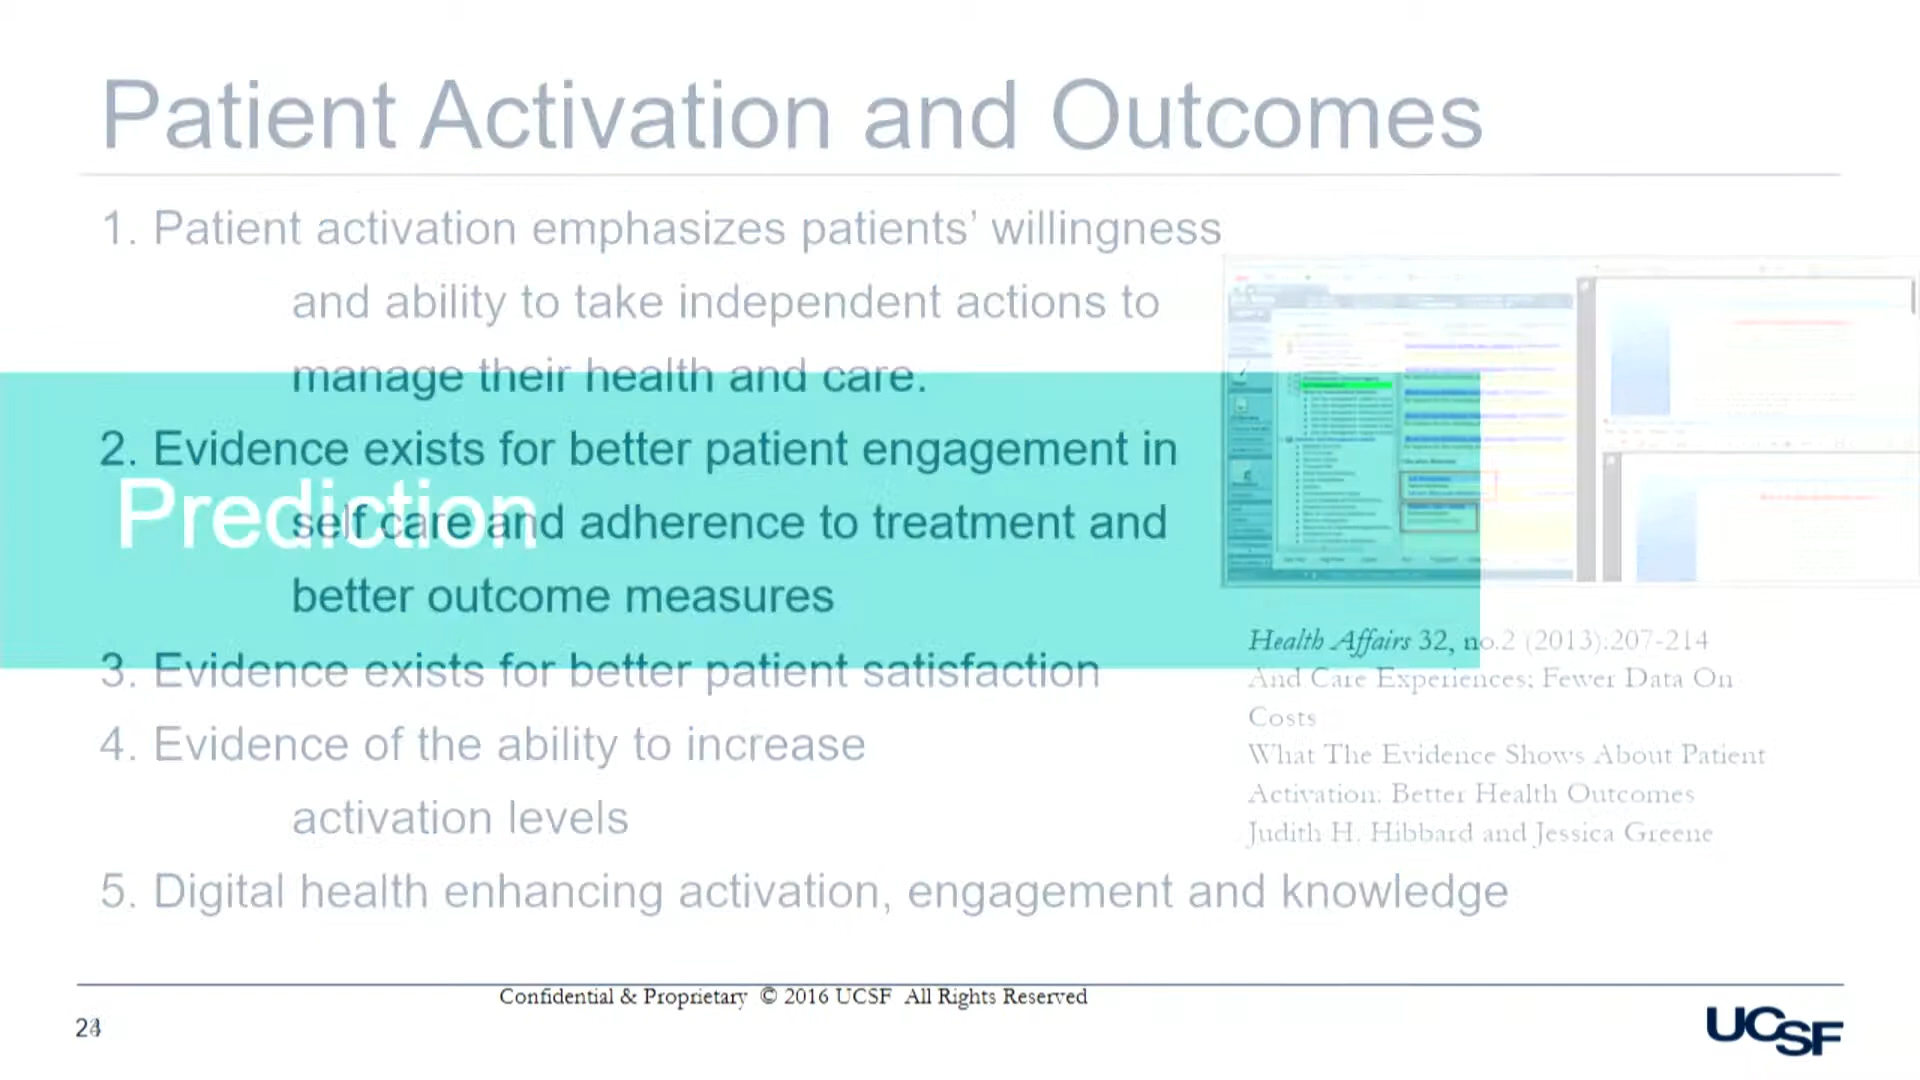 Patient Activation and Outcomes
1. Patient activation emphasizes patients’ willingness
and ability to take independent actions to
manage their health and care.
2. Evidence exists for better patient engagement in
Prediction
self care and adherence to treatment and
better outcome measures
3. Evidence exists for better patient satisfaction
4. Evidence of the ability to increase
activation levels
5. Digital health enhancing activation, engagement and knowledge
Health Affairs 32, no.2 (2013):207-214
And Care Experiences; Fewer Data On
Costs
What The Evidence Shows About Patient
Activation: Better Health Outcomes
Judith H. Hibbard and Jessica Greene
Confidential & Proprietary © 2016 UCSF All Rights Reserved
UCSF